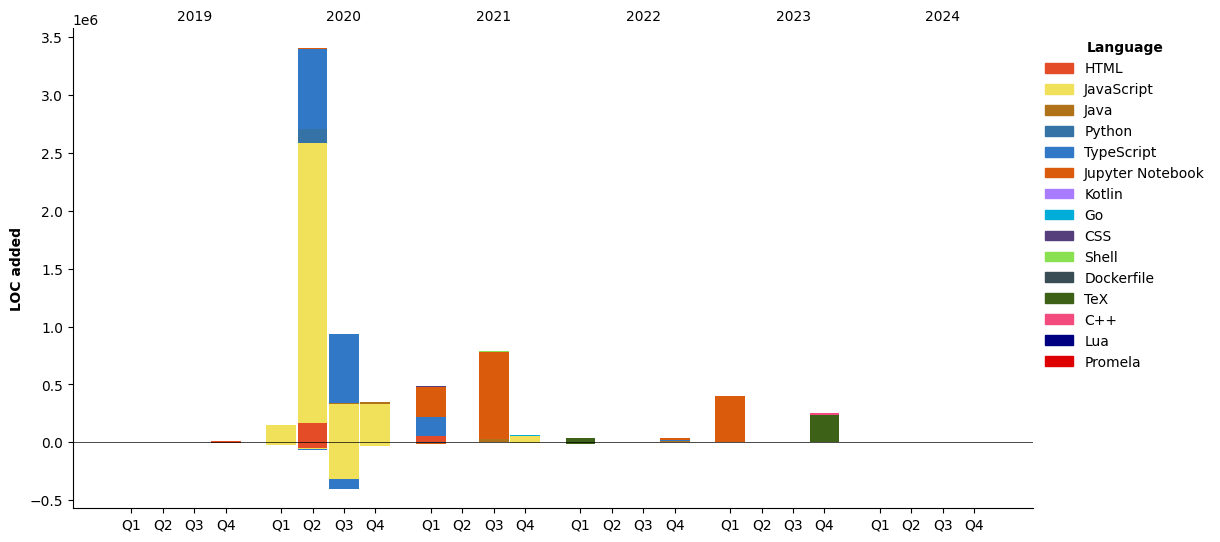 2019 2020 2021 2022 2023 2024
1e6
3.5
3.0
2.5
2.0
1.5
1.0
0.5
0.0
−0.5
LOC added
Q1 Q2 Q3 Q4 Q1 Q2 Q3 Q4 Q1 Q2 Q3 Q4 Q1 Q2 Q3 Q4 Q1 Q2 Q3 Q4 Q1 Q2 Q3 Q4
Language
HTML
JavaScript
Java
Python
TypeScript
Jupyter Notebook
Kotlin
Go
CSS
Shell
Dockerfile
TeX
C++
Lua
Promela